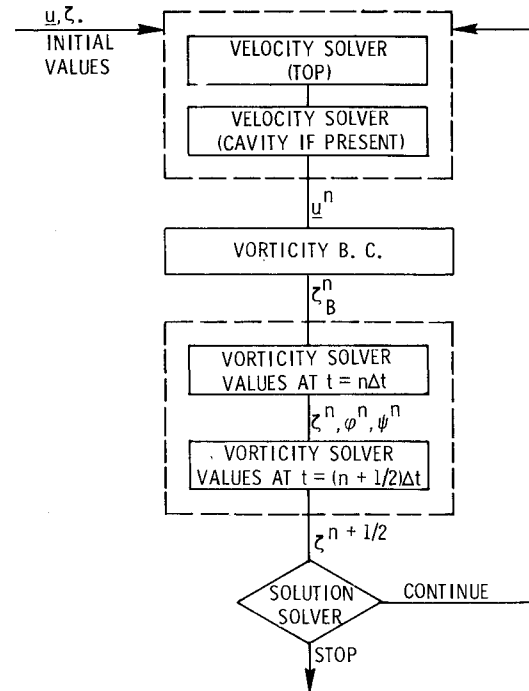 u, ζ.
INITIAL
VALUES
VELOCITY SOLVER
(TOP)
VELOCITY SOLVER
(CAVITY IF PRESENT)
u^n
VORTICITY B. C.
ζ_B^n
VORTICITY SOLVER
VALUES AT t = nΔt
ζ^n, φ^n, ψ^n
VORTICITY SOLVER
VALUES AT t = (n + 1/2)Δt
ζ^{n + 1/2}
SOLUTION
SOLVER
CONTINUE
STOP